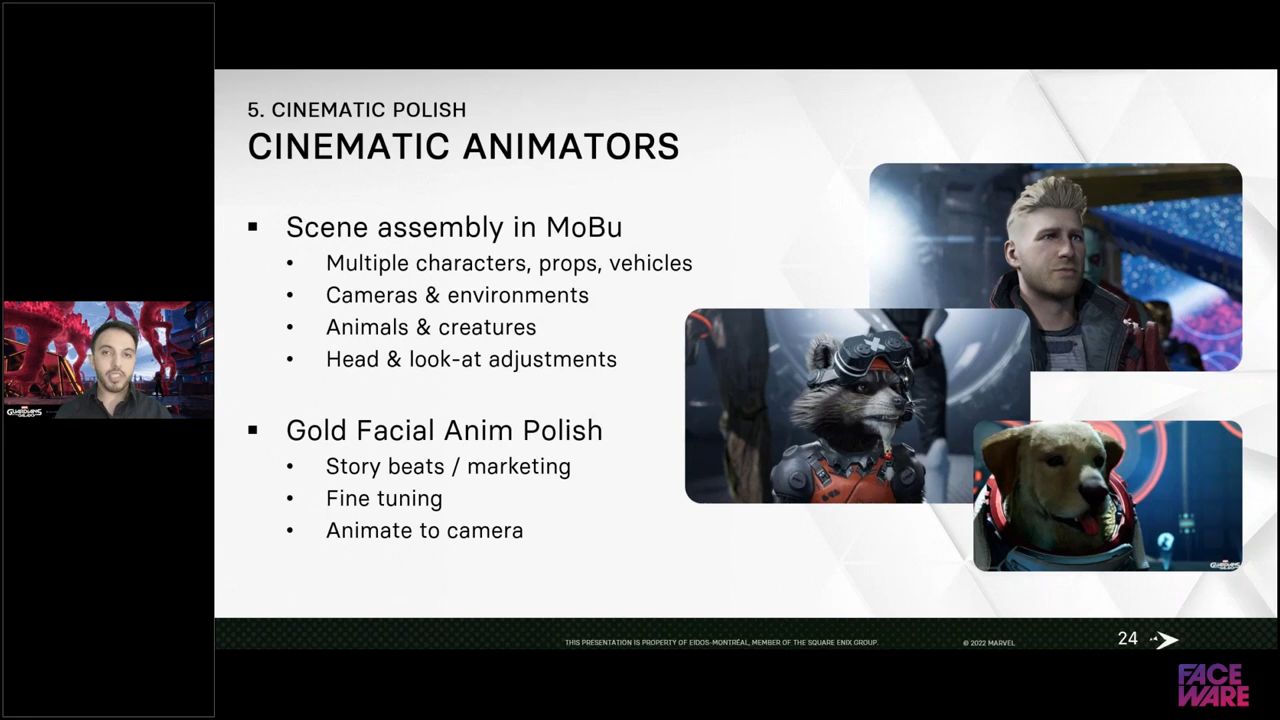 5. CINEMATIC POLISH
CINEMATIC ANIMATORS
▪ Scene assembly in MoBu
• Multiple characters, props, vehicles
• Cameras & environments
• Animals & creatures
• Head & look-at adjustments
▪ Gold Facial Anim Polish
• Story beats / marketing
• Fine tuning
• Animate to camera
GUARDIANS
GUARDIANS
THIS PRESENTATION IS PROPERTY OF EIDOS-MONTRÉAL, MEMBER OF THE SQUARE ENIX GROUP.
© 2022 MARVEL
24
FACE
WARE